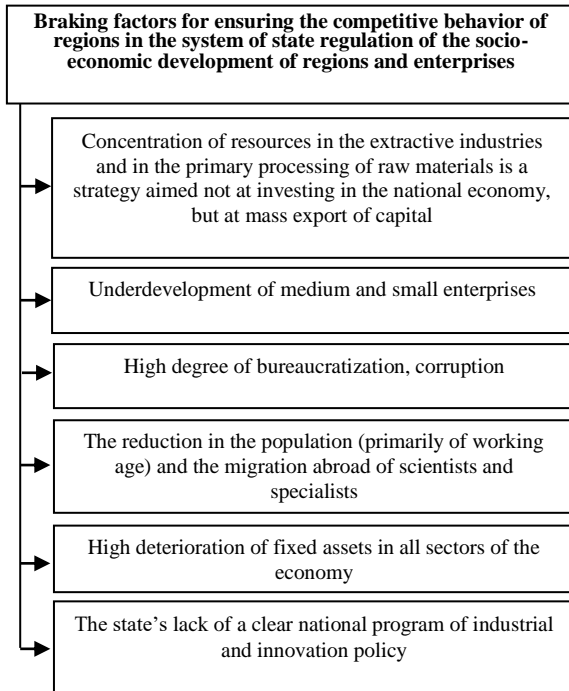 Braking factors for ensuring the competitive behavior of
regions in the system of state regulation of the socio-
economic development of regions and enterprises
Concentration of resources in the extractive industries
and in the primary processing of raw materials is a
strategy aimed not at investing in the national economy,
but at mass export of capital
Underdevelopment of medium and small enterprises
High degree of bureaucratization, corruption
The reduction in the population (primarily of working
age) and the migration abroad of scientists and
specialists
High deterioration of fixed assets in all sectors of the
economy
The state’s lack of a clear national program of industrial
and innovation policy